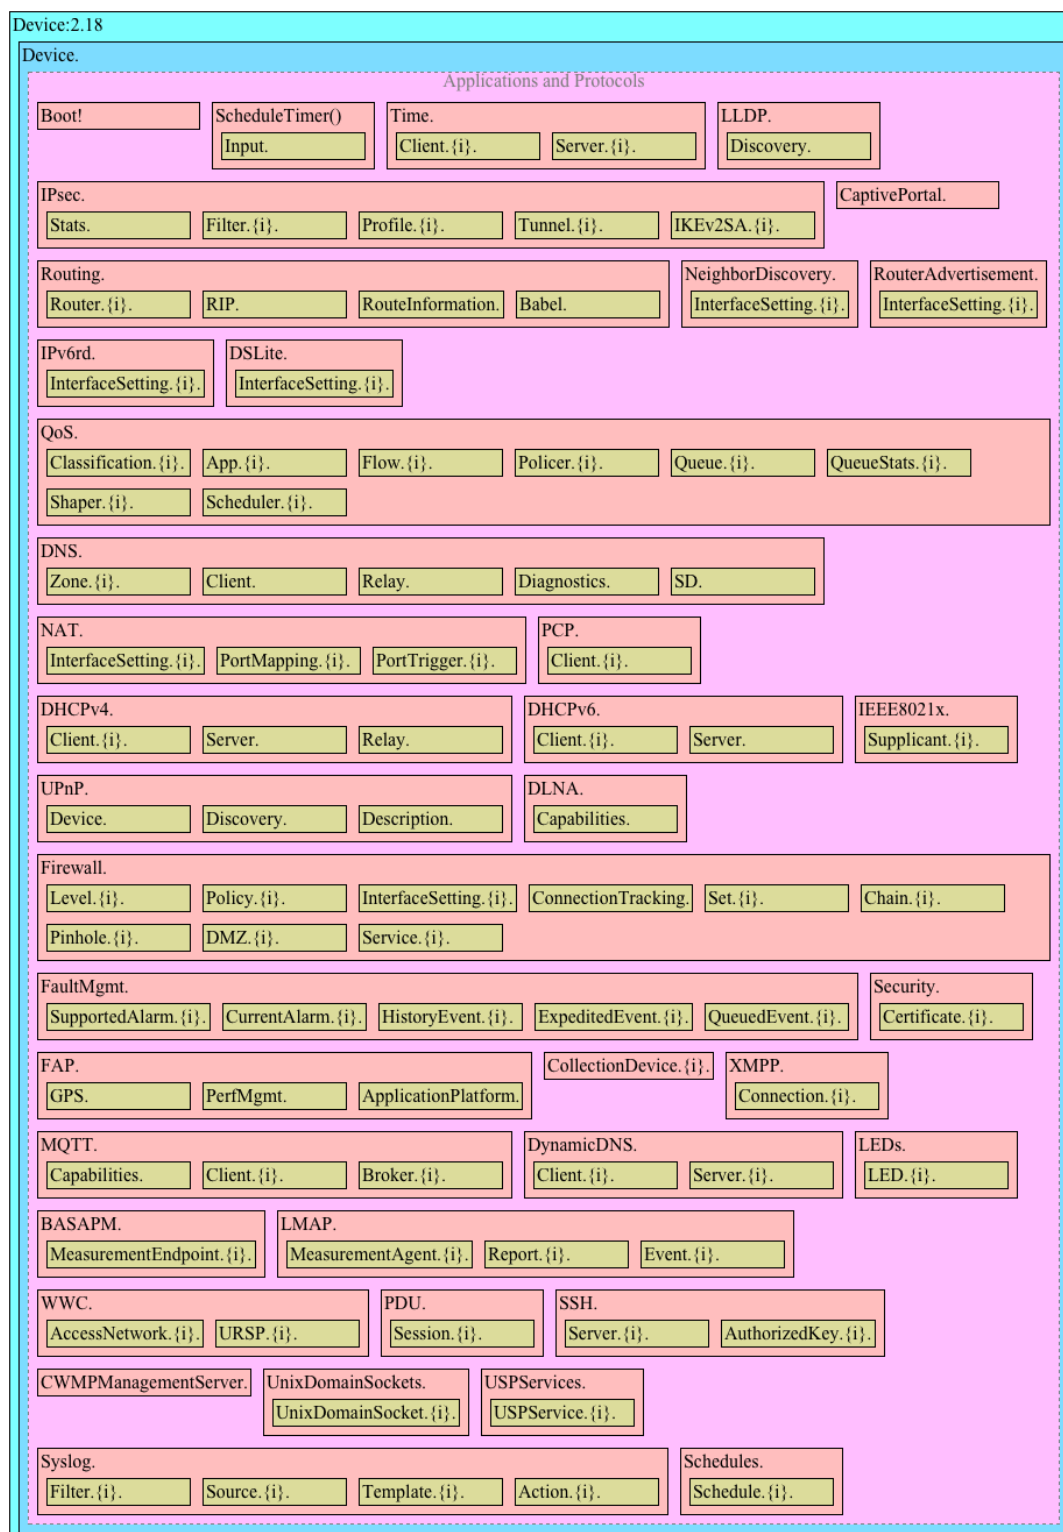 Device:2.18
Device.
Applications and Protocols
Boot! ScheduleTimer() Time. LLDP.
Input. Client.{i}. Server.{i}. Discovery.
IPsec. CaptivePortal.
Stats. Filter.{i}. Profile.{i}. Tunnel.{i}. IKEv2SA.{i}.
Routing. NeighborDiscovery. RouterAdvertisement.
Router.{i}. RIP. RouteInformation. Babel. InterfaceSetting.{i}. InterfaceSetting.{i}.
IPv6rd. DSLite.
InterfaceSetting.{i}. InterfaceSetting.{i}.
QoS.
Classification.{i}. App.{i}. Flow.{i}. Policer.{i}. Queue.{i}. QueueStats.{i}.
Shaper.{i}. Scheduler.{i}.
DNS.
Zone.{i}. Client. Relay. Diagnostics. SD.
NAT. PCP.
InterfaceSetting.{i}. PortMapping.{i}. PortTrigger.{i}. Client.{i}.
DHCPv4. DHCPv6. IEEE8021x.
Client.{i}. Server. Relay. Client.{i}. Server. Supplicant.{i}.
UPnP. DLNA.
Device. Discovery. Description. Capabilities.
Firewall.
Level.{i}. Policy.{i}. InterfaceSetting.{i}. ConnectionTracking. Set.{i}. Chain.{i}.
Pinhole.{i}. DMZ.{i}. Service.{i}.
FaultMgmt. Security.
SupportedAlarm.{i}. CurrentAlarm.{i}. HistoryEvent.{i}. ExpeditedEvent.{i}. QueuedEvent.{i}. Certificate.{i}.
FAP. CollectionDevice.{i}. XMPP.
GPS. PerfMgmt. ApplicationPlatform. Connection.{i}.
MQTT. DynamicDNS. LEDs.
Capabilities. Client.{i}. Broker.{i}. Client.{i}. Server.{i}. LED.{i}.
BASAPM. LMAP.
MeasurementEndpoint.{i}. MeasurementAgent.{i}. Report.{i}. Event.{i}.
WWC. PDU. SSH.
AccessNetwork.{i}. URSP.{i}. Session.{i}. Server.{i}. AuthorizedKey.{i}.
CWMPManagementServer. UnixDomainSockets. USPServices.
UnixDomainSocket.{i}. USPService.{i}.
Syslog. Schedules.
Filter.{i}. Source.{i}. Template.{i}. Action.{i}. Schedule.{i}.